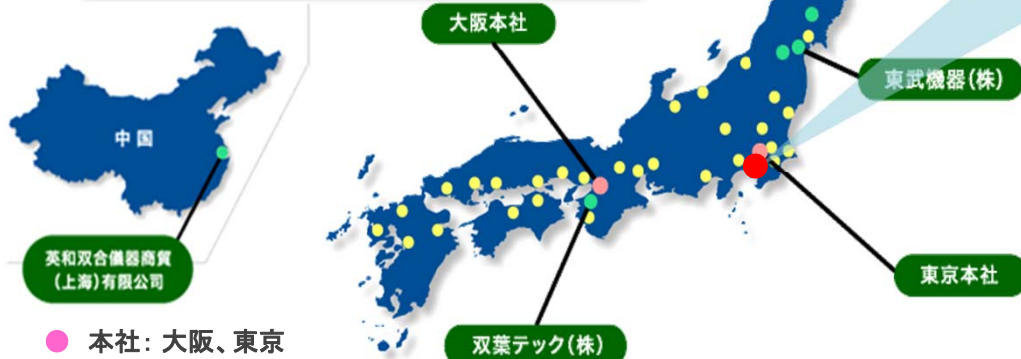 大阪本社
東武機器(株)
中国
英和双合儀器商貿
(上海)有限公司
東京本社
双葉テック(株)
本社: 大阪、東京